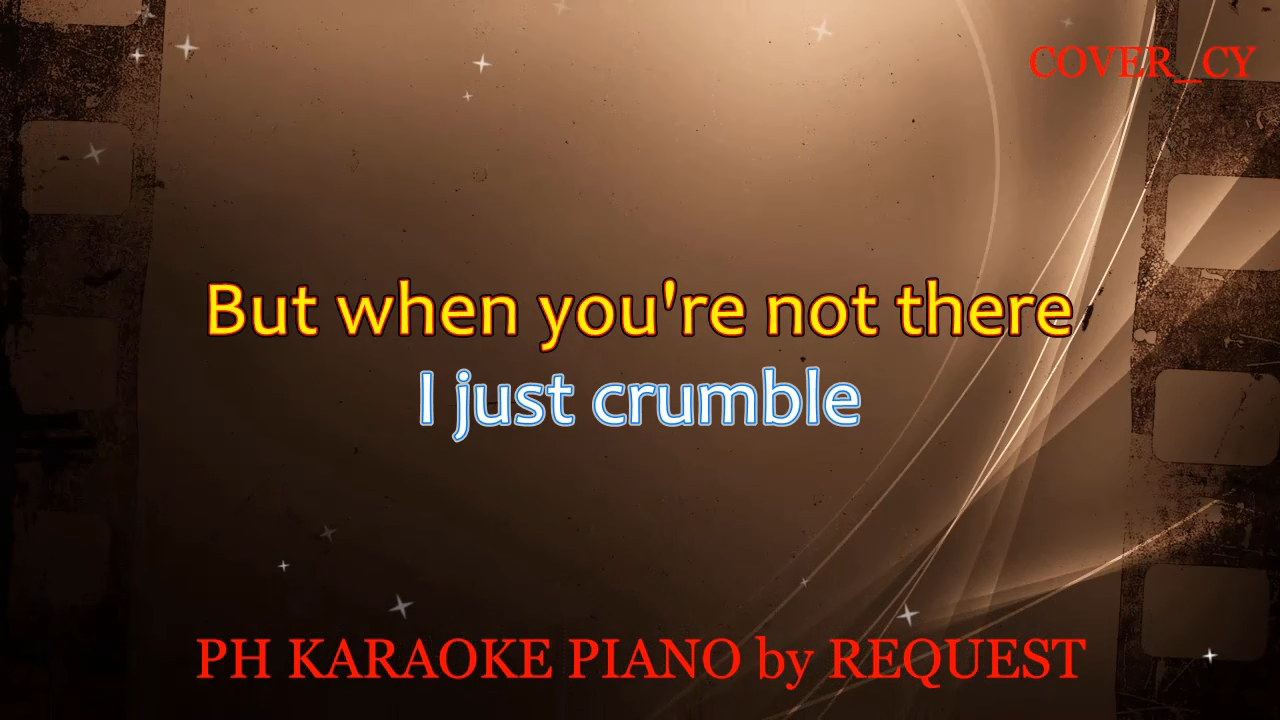 COVER_CY
But when you're not there
I just crumble
PH KARAOKE PIANO by REQUEST